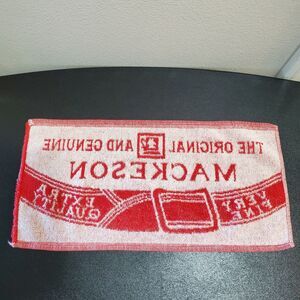 THE ORIGINAL AND GENUINE
MACKESON
VERY FINE
EXTRA QUALITY